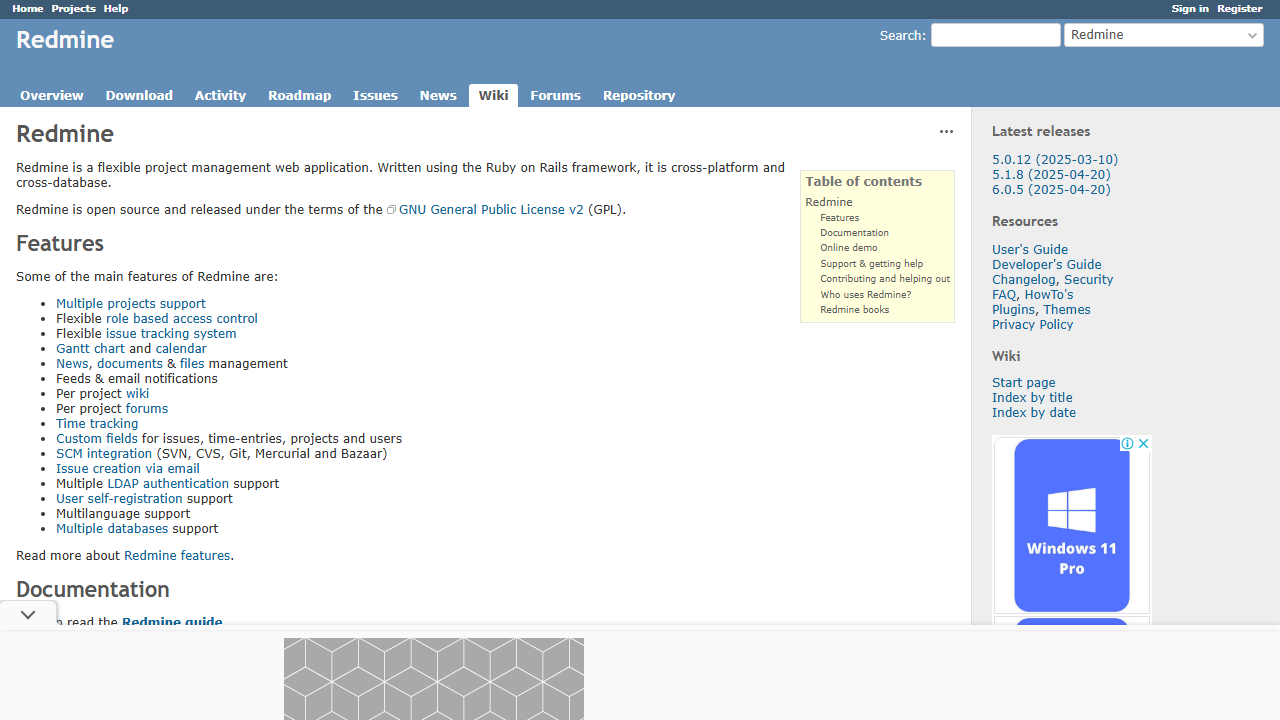 Home Projects Help
Sign in Register
Redmine
Search:
Redmine
Overview Download Activity Roadmap Issues News Wiki Forums Repository
Redmine
Redmine is a flexible project management web application. Written using the Ruby on Rails framework, it is cross-platform and
cross-database.
Redmine is open source and released under the terms of the GNU General Public License v2 (GPL).
Table of contents
Redmine
Features
Documentation
Online demo
Support & getting help
Contributing and helping out
Who uses Redmine?
Redmine books
Features
Some of the main features of Redmine are:
Multiple projects support
Flexible role based access control
Flexible issue tracking system
Gantt chart and calendar
News, documents & files management
Feeds & email notifications
Per project wiki
Per project forums
Time tracking
Custom fields for issues, time-entries, projects and users
SCM integration (SVN, CVS, Git, Mercurial and Bazaar)
Issue creation via email
Multiple LDAP authentication support
User self-registration support
Multilanguage support
Multiple databases support
Read more about Redmine features.
Documentation
read the Redmine guide
Latest releases
5.0.12 (2025-03-10)
5.1.8 (2025-04-20)
6.0.5 (2025-04-20)
Resources
User's Guide
Developer's Guide
Changelog, Security
FAQ, HowTo's
Plugins, Themes
Privacy Policy
Wiki
Start page
Index by title
Index by date
Windows 11
Pro